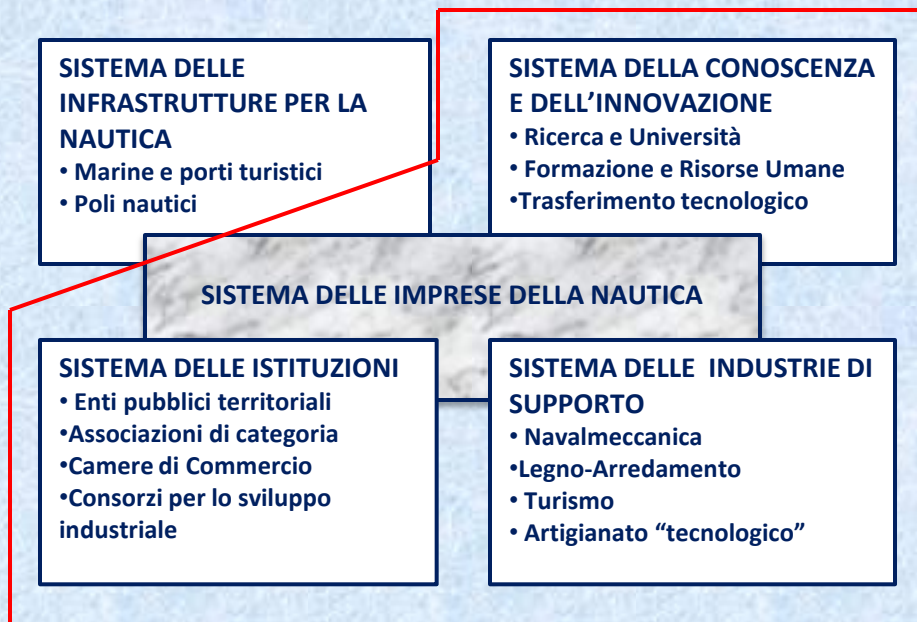 SISTEMA DELLE
INFRASTRUTTURE PER LA
NAUTICA
• Marine e porti turistici
• Poli nautici
SISTEMA DELLA CONOSCENZA
E DELL’INNOVAZIONE
• Ricerca e Università
• Formazione e Risorse Umane
•Trasferimento tecnologico
SISTEMA DELLE IMPRESE DELLA NAUTICA
SISTEMA DELLE ISTITUZIONI
• Enti pubblici territoriali
•Associazioni di categoria
•Camere di Commercio
•Consorzi per lo sviluppo
industriale
SISTEMA DELLE  INDUSTRIE DI
SUPPORTO
• Navalmeccanica
•Legno-Arredamento
• Turismo
• Artigianato “tecnologico”